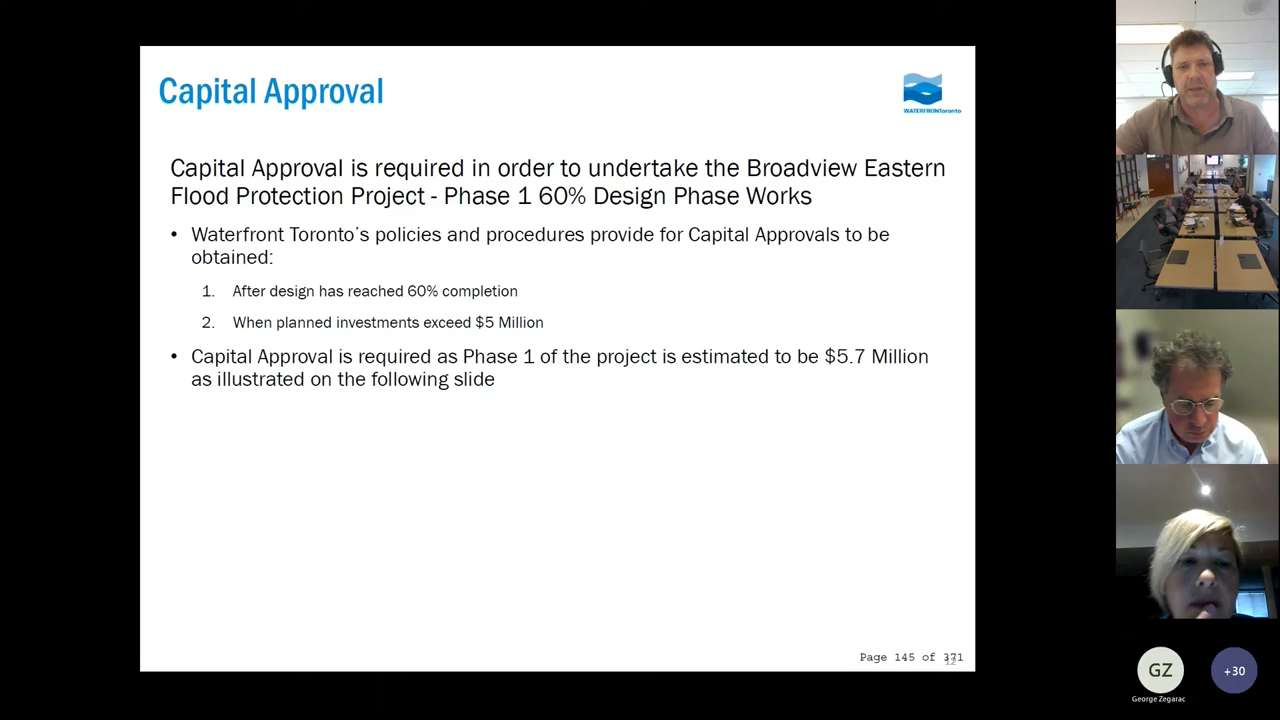 Capital Approval
WATERFRONToronto
Capital Approval is required in order to undertake the Broadview Eastern
Flood Protection Project - Phase 1 60% Design Phase Works
• Waterfront Toronto's policies and procedures provide for Capital Approvals to be
obtained:
1. After design has reached 60% completion
2. When planned investments exceed $5 Million
• Capital Approval is required as Phase 1 of the project is estimated to be $5.7 Million
as illustrated on the following slide
Page 145 of 371
12
GZ
+30
George Zegarac